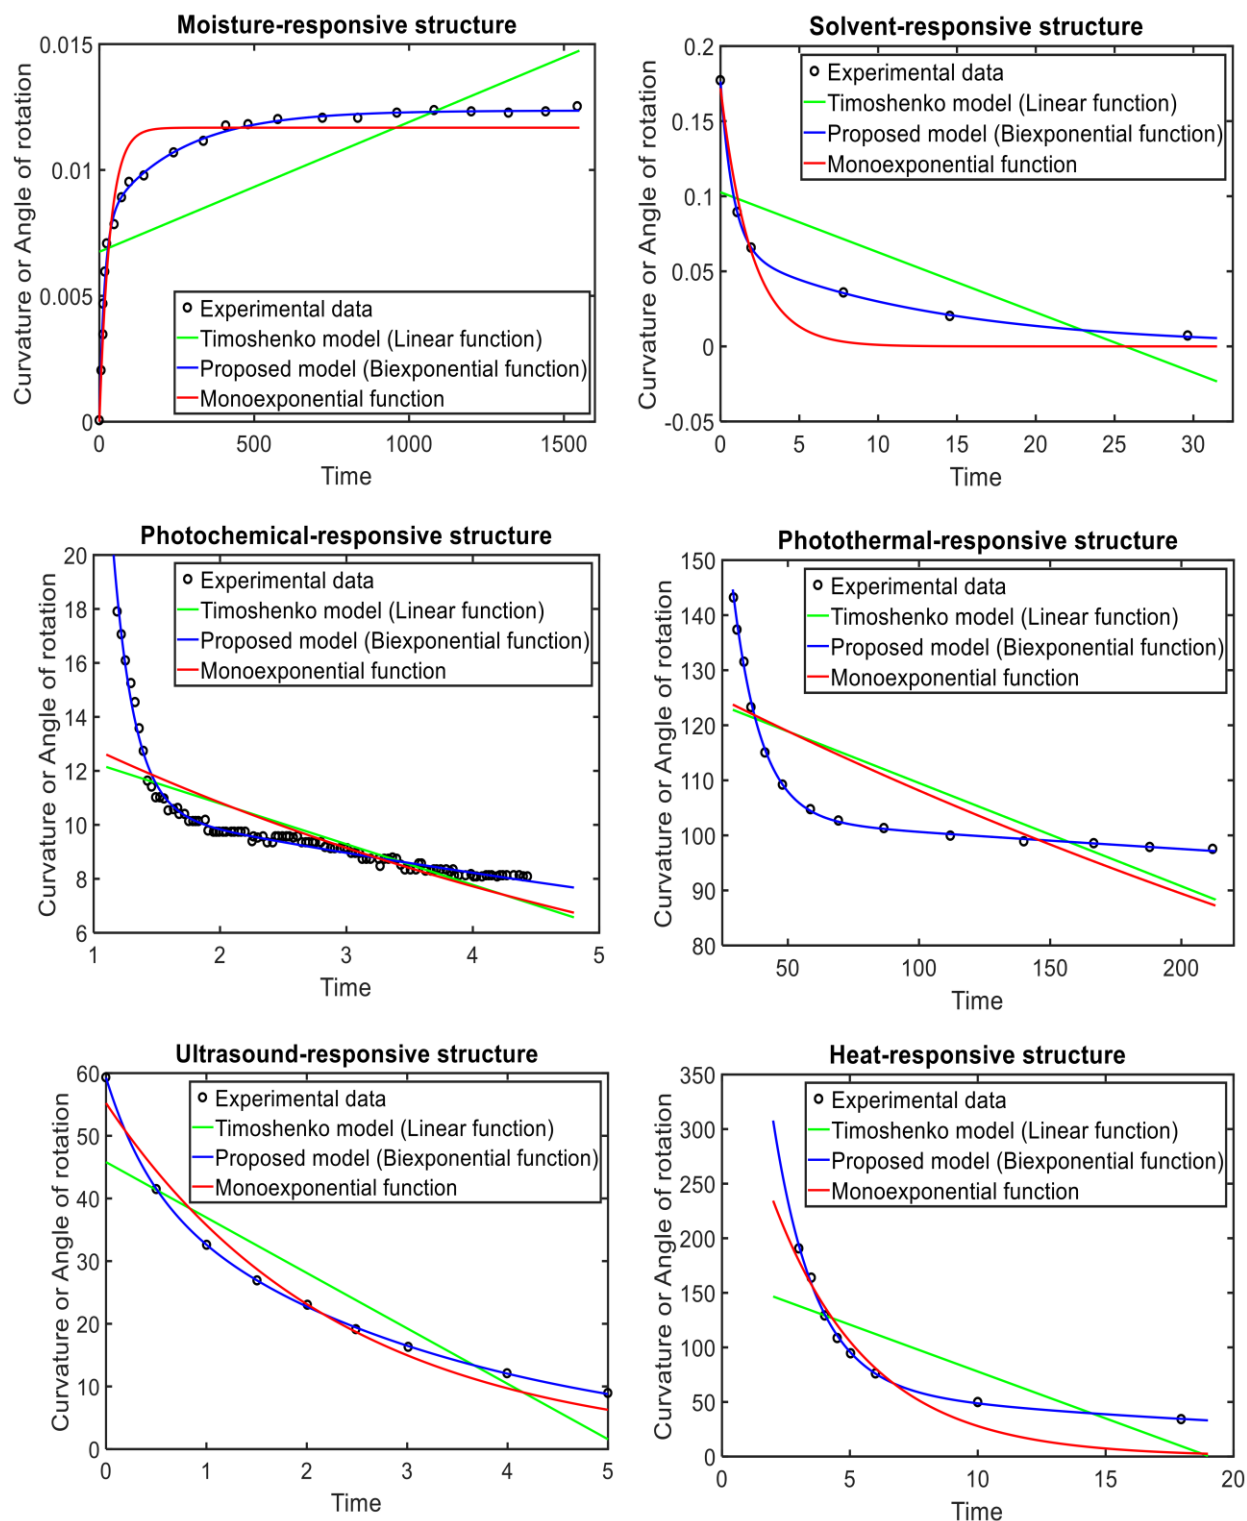 Moisture-responsive structure
0.015
0.01
0.005
0
Curvature or Angle of rotation
Experimental data
Timoshenko model (Linear function)
Proposed model (Biexponential function)
Monoexponential function
0 500 1000 1500
Time
Solvent-responsive structure
0.2
0.15
0.1
0.05
0
-0.05
Curvature or Angle of rotation
Experimental data
Timoshenko model (Linear function)
Proposed model (Biexponential function)
Monoexponential function
0 5 10 15 20 25 30
Time
Photochemical-responsive structure
20
18
16
14
12
10
8
6
Curvature or Angle of rotation
Experimental data
Timoshenko model (Linear function)
Proposed model (Biexponential function)
Monoexponential function
1 2 3 4 5
Time
Photothermal-responsive structure
150
140
130
120
110
100
90
80
Curvature or Angle of rotation
Experimental data
Timoshenko model (Linear function)
Proposed model (Biexponential function)
Monoexponential function
50 100 150 200
Time
Ultrasound-responsive structure
60
50
40
30
20
10
0
Curvature or Angle of rotation
Experimental data
Timoshenko model (Linear function)
Proposed model (Biexponential function)
Monoexponential function
0 1 2 3 4 5
Time
Heat-responsive structure
350
300
250
200
150
100
50
0
Curvature or Angle of rotation
Experimental data
Timoshenko model (Linear function)
Proposed model (Biexponential function)
Monoexponential function
0 5 10 15 20
Time